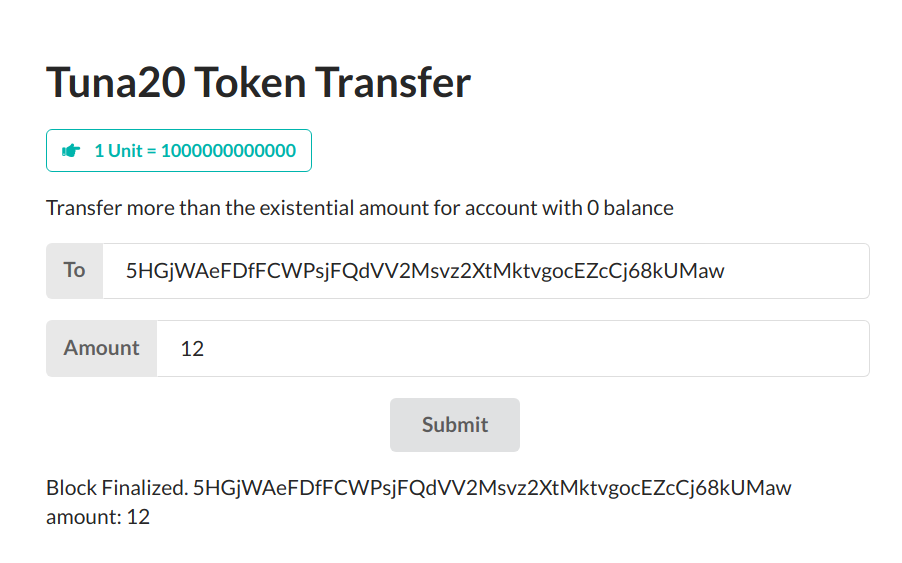 Tuna20 Token Transfer
1 Unit = 1000000000000
Transfer more than the existential amount for account with 0 balance
To 5HGjWAeFDfFCWPsjFQdVV2Msvz2XtMktvgocEZcCj68kUMaw
Amount 12
Submit
Block Finalized. 5HGjWAeFDfFCWPsjFQdVV2Msvz2XtMktvgocEZcCj68kUMaw
amount: 12